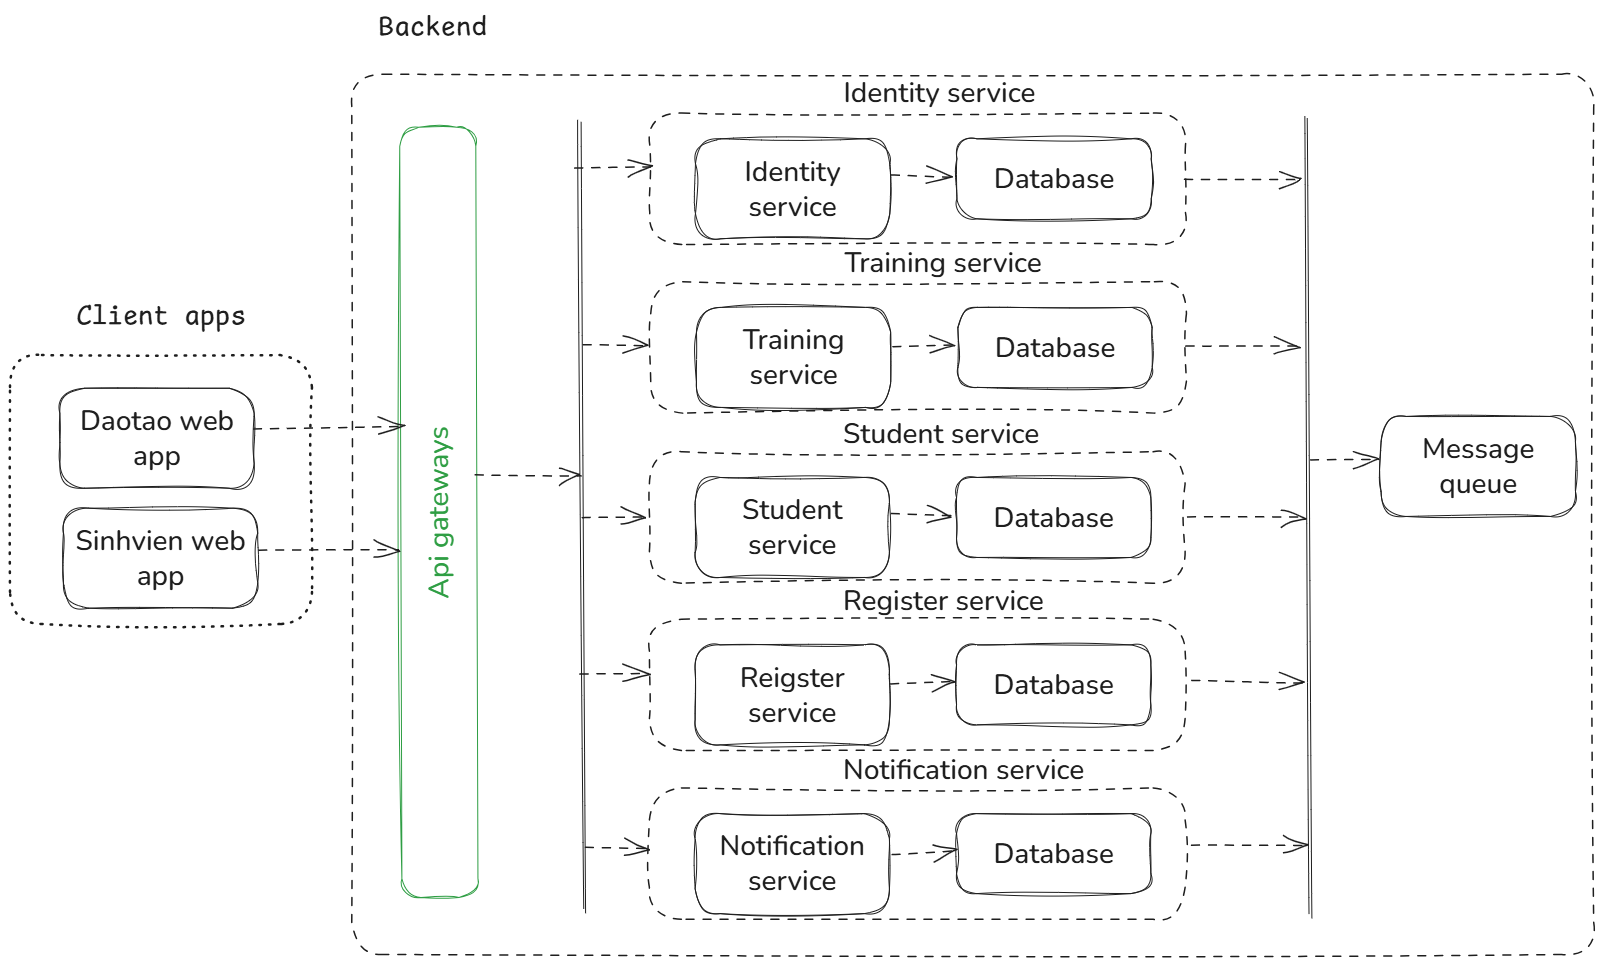 Backend
Identity service
Identity
service
Database
Training service
Training
service
Database
Client apps
Daotao web
app
Sinhvien web
app
Api gateways
Student service
Student
service
Database
Message
queue
Register service
Reigster
service
Database
Notification service
Notification
service
Database